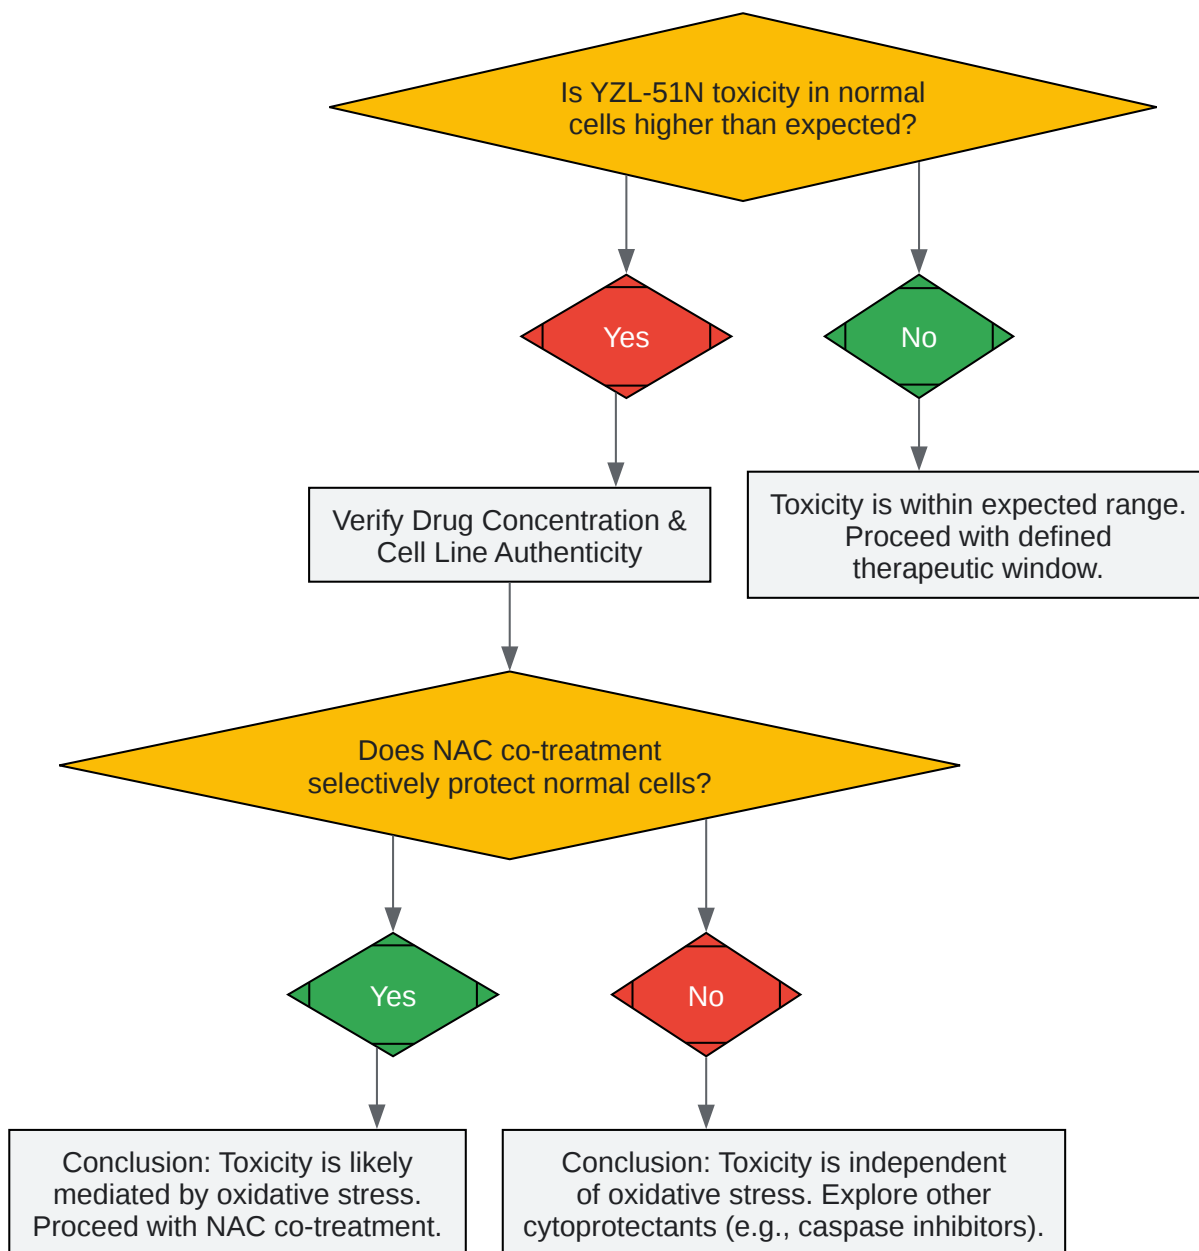 Is YZL-51N toxicity in normal
cells higher than expected?
Yes
No
Verify Drug Concentration &
Cell Line Authenticity
Toxicity is within expected range.
Proceed with defined
therapeutic window.
Does NAC co-treatment
selectively protect normal cells?
Yes
No
Conclusion: Toxicity is likely
mediated by oxidative stress.
Proceed with NAC co-treatment.
Conclusion: Toxicity is independent
of oxidative stress. Explore other
cytoprotectants (e.g., caspase inhibitors).